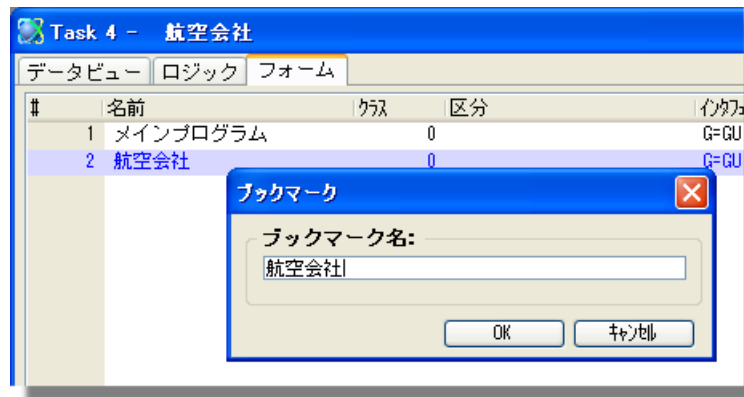 Task 4 - 航空会社
データビュー ロジック フォーム
# 名前 クラス 区分 インタフェ
1 メインプログラム 0 G=GU
2 航空会社 0 G=GU
ブックマーク
ブックマーク名:
航空会社
OK キャンセル